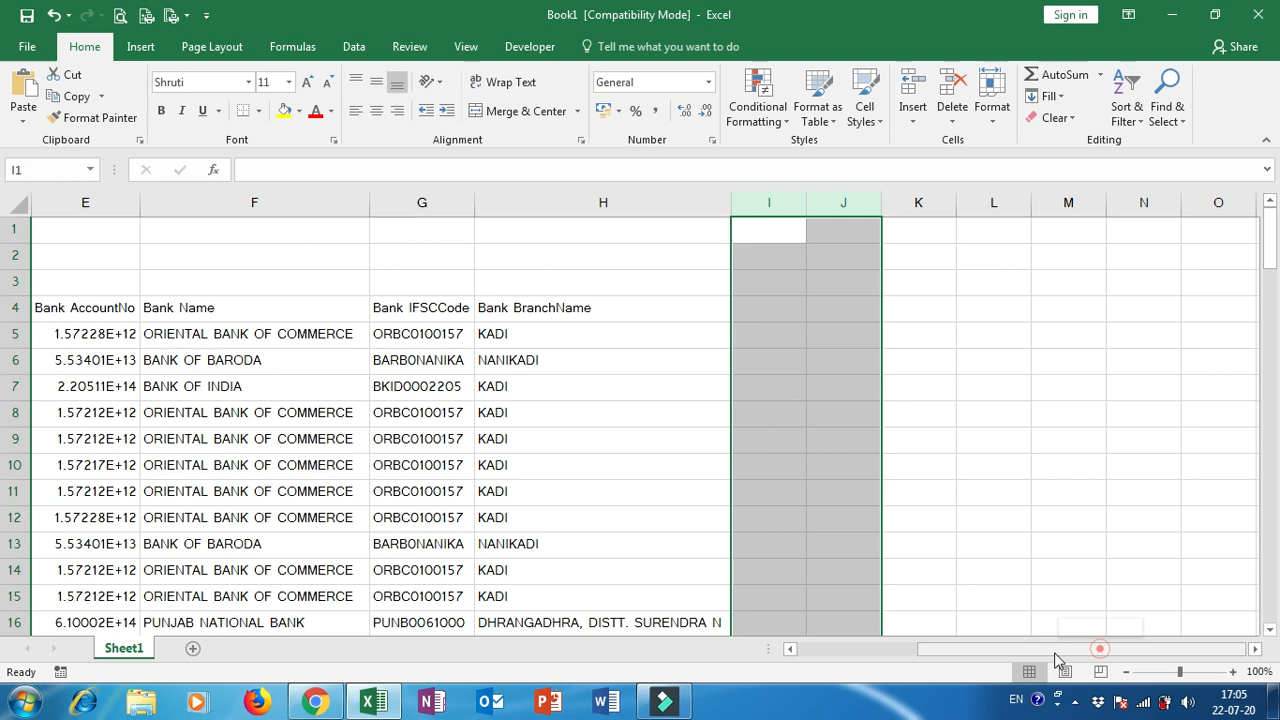 Book1 [Compatibility Mode] - Excel
Sign in
File Home Insert Page Layout Formulas Data Review View Developer Tell me what you want to do Share
Paste
Cut
Copy
Format Painter
Clipboard
Shruti 11
B I U
Font
Wrap Text
Merge & Center
Alignment
General
Number
Conditional Formatting
Format as Table
Cell Styles
Styles
Insert Delete Format
Cells
AutoSum
Fill
Clear
Sort & Filter
Find & Select
Editing
I1
fx
E F G H I J K L M N O
1
2
3
4 Bank AccountNo Bank Name Bank IFSCCode Bank BranchName
5 1.57228E+12 ORIENTAL BANK OF COMMERCE ORBC0100157 KADI
6 5.53401E+13 BANK OF BARODA BARB0NANIKA NANIKADI
7 2.20511E+14 BANK OF INDIA BKID0002205 KADI
8 1.57212E+12 ORIENTAL BANK OF COMMERCE ORBC0100157 KADI
9 1.57212E+12 ORIENTAL BANK OF COMMERCE ORBC0100157 KADI
10 1.57217E+12 ORIENTAL BANK OF COMMERCE ORBC0100157 KADI
11 1.57212E+12 ORIENTAL BANK OF COMMERCE ORBC0100157 KADI
12 1.57228E+12 ORIENTAL BANK OF COMMERCE ORBC0100157 KADI
13 5.53401E+13 BANK OF BARODA BARB0NANIKA NANIKADI
14 1.57212E+12 ORIENTAL BANK OF COMMERCE ORBC0100157 KADI
15 1.57212E+12 ORIENTAL BANK OF COMMERCE ORBC0100157 KADI
16 6.10002E+14 PUNJAB NATIONAL BANK PUNB0061000 DHRANGADHRA, DISTT. SURENDRA N
Sheet1
Ready
100%
EN
17:05
22-07-20